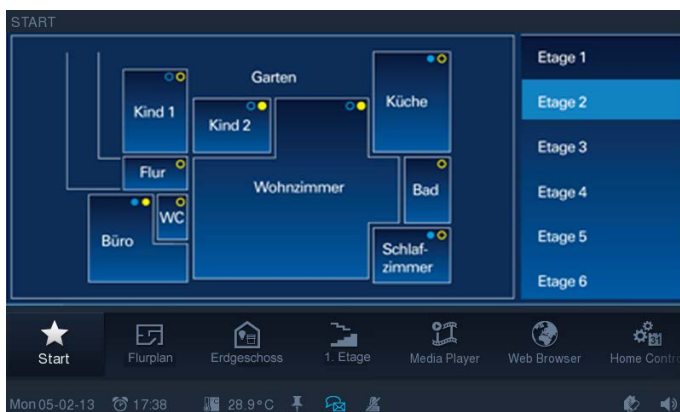 START
Garten
Kind 1
Kind 2
Küche
Flur
Wohnzimmer
Bad
WC
Büro
Schlaf-
zimmer
Etage 1
Etage 2
Etage 3
Etage 4
Etage 5
Etage 6
Start
Flurplan
Erdgeschoss
1. Etage
Media Player
Web Browser
Home Contro
31
Mon 05-02-13
17:38
28.9°C